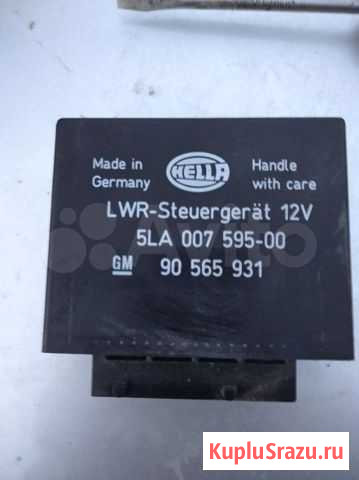 Made in
Germany
HELLA
Handle
with care
LWR-Steuergerät 12V
5LA 007 595-00
GM 90 565 931
Avito
KupluSrazu.ru